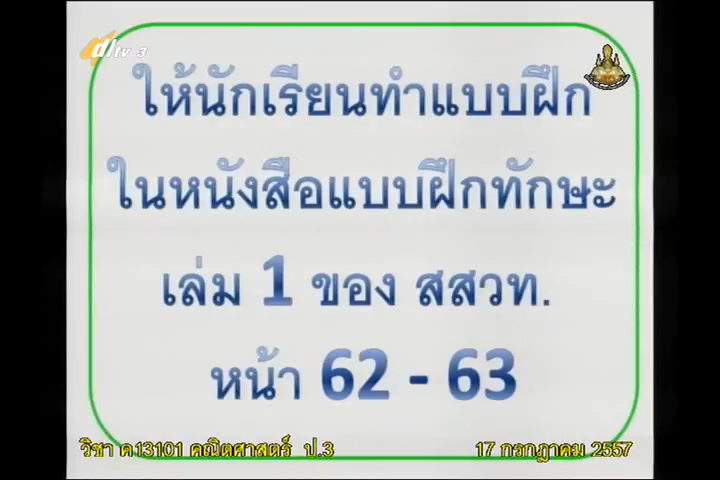 dltv 3
ให้นักเรียนทำแบบฝึก
ในหนังสือแบบฝึกทักษะ
เล่ม 1 ของ สสวท.
หน้า 62 - 63
วิชา ค13101 คณิตศาสตร์ ป.3
17 กรกฎาคม 2557